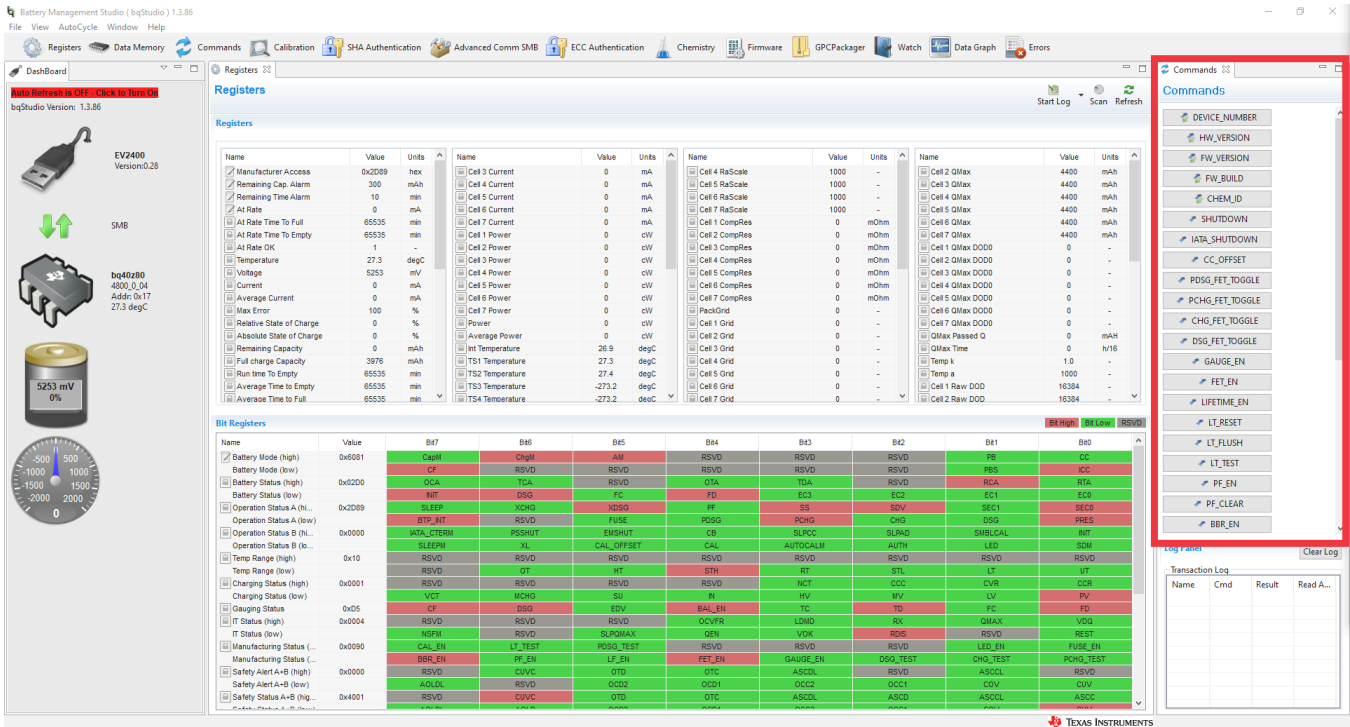 Battery Management Studio ( bqStudio ) 1.3.86
File View AutoCycle Window Help
Registers Data Memory Commands Calibration SHA Authentication Advanced Comm SMB ECC Authentication Chemistry Firmware GPCPackager Watch Data Graph Errors
DashBoard
Auto Refresh is OFF - Click to Turn On
bqStudio Version: 1.3.86
EV2400
Version:0.28
SMB
bq40z80
4800_0_04
Addr: 0x17
27.3 degC
5253 mV
0%
-500 500
-1000 1000
-1500 1500
-2000 2000
0
Registers
Registers
Start Log Scan Refresh
Registers
Name Value Units Name Value Units Name Value Units Name Value Units
Manufacturer Access 0x2D89 hex Cell 3 Current 0 mA Cell 4 RaScale 1000 - Cell 2 QMax 4400 mAh
Remaining Cap. Alarm 300 mAh Cell 4 Current 0 mA Cell 5 RaScale 1000 - Cell 3 QMax 4400 mAh
Remaining Time Alarm 10 min Cell 5 Current 0 mA Cell 6 RaScale 1000 - Cell 4 QMax 4400 mAh
At Rate 0 mA Cell 6 Current 0 mA Cell 7 RaScale 1000 - Cell 5 QMax 4400 mAh
At Rate Time To Full 65535 min Cell 7 Current 0 mA Cell 1 CompRes 0 mOhm Cell 6 QMax 4400 mAh
At Rate Time To Empty 65535 min Cell 1 Power 0 cW Cell 2 CompRes 0 mOhm Cell 7 QMax 4400 mAh
At Rate OK 1 - Cell 2 Power 0 cW Cell 3 CompRes 0 mOhm Cell 1 QMax DOD0 0 -
Temperature 27.3 degC Cell 3 Power 0 cW Cell 4 CompRes 0 mOhm Cell 2 QMax DOD0 0 -
Voltage 5253 mV Cell 4 Power 0 cW Cell 5 CompRes 0 mOhm Cell 3 QMax DOD0 0 -
Current 0 mA Cell 5 Power 0 cW Cell 6 CompRes 0 mOhm Cell 4 QMax DOD0 0 -
Average Current 0 mA Cell 6 Power 0 cW Cell 7 CompRes 0 mOhm Cell 5 QMax DOD0 0 -
Max Error 100 % Cell 7 Power 0 cW PackGrid 0 - Cell 6 QMax DOD0 0 -
Relative State of Charge 0 % Power 0 cW Cell 1 Grid 0 - Cell 7 QMax DOD0 0 -
Absolute State of Charge 0 % Average Power 0 cW Cell 2 Grid 0 - QMax Passed Q 0 mAH
Remaining Capacity 0 mAh Int Temperature 26.9 degC Cell 3 Grid 0 - QMax Time 0 h/16
Full charge Capacity 3976 mAh TS1 Temperature 27.3 degC Cell 4 Grid 0 - Temp k 1.0 -
Run time To Empty 65535 min TS2 Temperature 27.4 degC Cell 5 Grid 0 - Temp a 1000 -
Average Time to Empty 65535 min TS3 Temperature -273.2 degC Cell 6 Grid 0 - Cell 1 Raw DOD 16384 -
Average Time to Full 65535 min TS4 Temperature -273.2 degC Cell 7 Grid 0 - Cell 2 Raw DOD 16384 -
Bit Registers
Bit High Bit Low RSVD
Name Value Bit7 Bit6 Bit5 Bit4 Bit3 Bit2 Bit1 Bit0
Battery Mode (high) 0x6081 CapM ChgM AM RSVD RSVD RSVD PB CC
Battery Mode (low) CF RSVD RSVD RSVD RSVD RSVD PBS ICC
Battery Status (high) 0x02D0 OCA TCA RSVD OTA TDA RSVD RCA RTA
Battery Status (low) INIT DSG FC FD EC3 EC2 EC1 EC0
Operation Status A (hi... 0x2D89 SLEEP XCHG XDSG PF SS SDV SEC1 SEC0
Operation Status A (low) BTP_INT RSVD FUSE PDSG PCHG CHG DSG PRES
Operation Status B (hi... 0x0000 IATA_CTERM PSSHUT EMSHUT CB SLPCC SLPAD SMBLCAL INIT
Operation Status B (lo... SLEEPM XL CAL_OFFSET CAL AUTOCALM AUTH LED SDM
Temp Range (high) 0x10 RSVD RSVD RSVD RSVD RSVD RSVD RSVD RSVD
Temp Range (low) RSVD OT HT STH RT STL LT UT
Charging Status (high) 0x0001 RSVD RSVD RSVD RSVD NCT CCC CVR CCR
Charging Status (low) VCT MCHG SU IN HV MV LV PV
Gauging Status 0xD5 CF DSG EDV BAL_EN TC TD FC FD
IT Status (high) 0x0004 RSVD RSVD RSVD OCVFR LDMD RX QMAX VDQ
IT Status (low) NSFM RSVD SLPQMAX QEN VOK RDIS RSVD REST
Manufacturing Status (... 0x0090 CAL_EN LT_TEST PDSG_TEST RSVD RSVD RSVD LED_EN FUSE_EN
Manufacturing Status (... BBR_EN PF_EN LF_EN FET_EN GAUGE_EN DSG_TEST CHG_TEST PCHG_TEST
Safety Alert A+B (high) 0x0000 RSVD CUVC OTD OTC ASCDL RSVD ASCCL RSVD
Safety Alert A+B (low) AOLDL RSVD OCD2 OCD1 OCC2 OCC1 COV CUV
Safety Status A+B (hig... 0x4001 RSVD CUVC OTD OTC ASCDL ASCD ASCCL ASCC
Commands
Commands
DEVICE_NUMBER
HW_VERSION
FW_VERSION
FW_BUILD
CHEM_ID
SHUTDOWN
IATA_SHUTDOWN
CC_OFFSET
PDSG_FET_TOGGLE
PCHG_FET_TOGGLE
CHG_FET_TOGGLE
DSG_FET_TOGGLE
GAUGE_EN
FET_EN
LIFETIME_EN
LT_RESET
LT_FLUSH
LT_TEST
PF_EN
PF_CLEAR
BBR_EN
Log Panel
Clear Log
Transaction Log
Name Cmd Result Read A...
TEXAS INSTRUMENTS